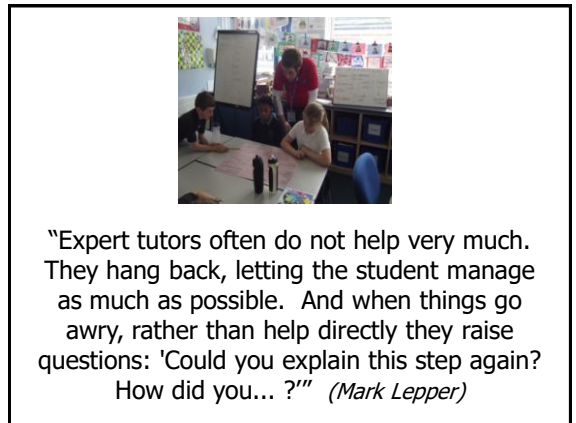 “Expert tutors often do not help very much.
They hang back, letting the student manage
as much as possible.  And when things go
awry, rather than help directly they raise
questions: 'Could you explain this step again?
How did you... ?’”  (Mark Lepper)